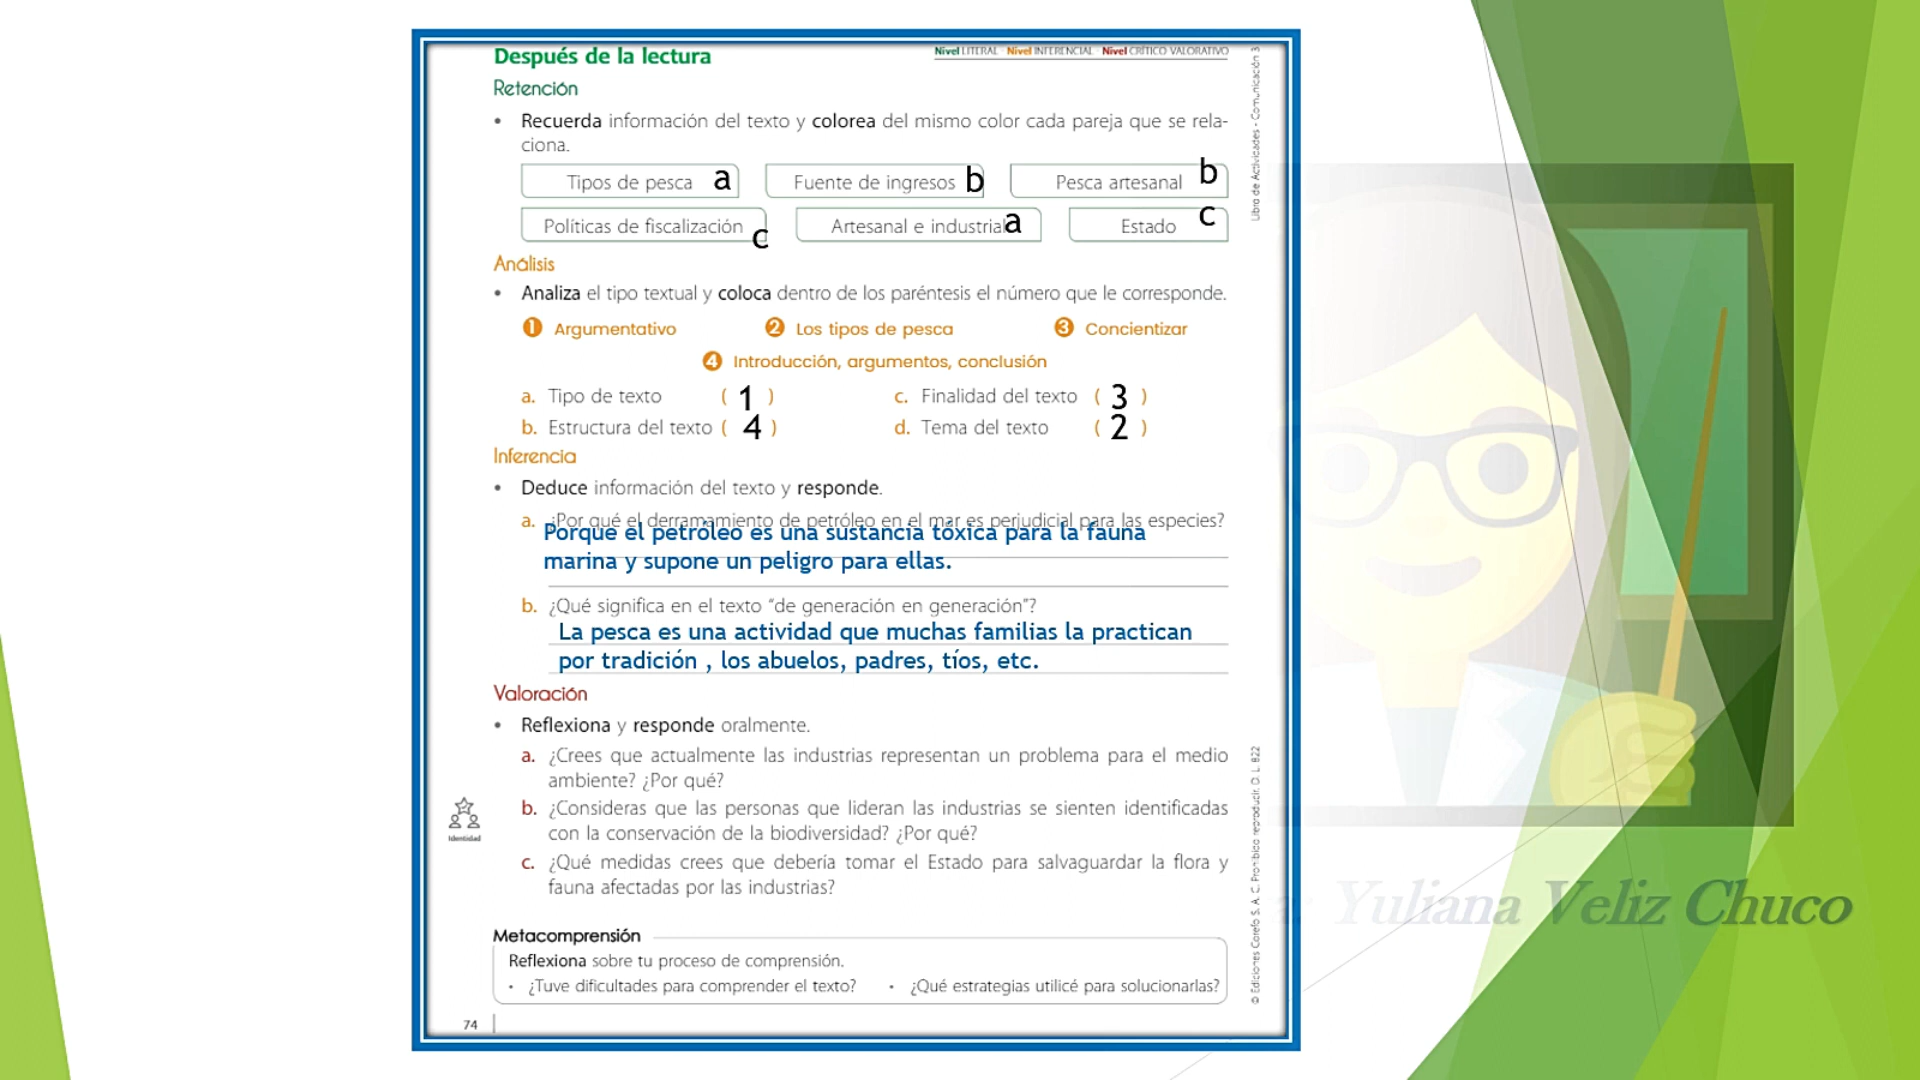 Después de la lectura
Nivel LITERAL Nivel INFERENCIAL Nivel CRÍTICO VALORATIVO
Retención
• Recuerda información del texto y colorea del mismo color cada pareja que se rela-
ciona.
Tipos de pesca a Fuente de ingresos b Pesca artesanal b
Políticas de fiscalización c Artesanal e industrial a Estado c
Análisis
• Analiza el tipo textual y coloca dentro de los paréntesis el número que le corresponde.
1 Argumentativo 2 Los tipos de pesca 3 Concientizar
4 Introducción, argumentos, conclusión
a. Tipo de texto ( 1 ) c. Finalidad del texto ( 3 )
b. Estructura del texto ( 4 ) d. Tema del texto ( 2 )
Inferencia
• Deduce información del texto y responde.
a. ¿Por qué el derramamiento de petróleo en el mar es perjudicial para las especies?
Porque el petróleo es una sustancia tóxica para la fauna
marina y supone un peligro para ellas.
b. ¿Qué significa en el texto “de generación en generación”?
La pesca es una actividad que muchas familias la practican
por tradición , los abuelos, padres, tíos, etc.
Valoración
• Reflexiona y responde oralmente.
a. ¿Crees que actualmente las industrias representan un problema para el medio
ambiente? ¿Por qué?
b. ¿Consideras que las personas que lideran las industrias se sienten identificadas
con la conservación de la biodiversidad? ¿Por qué?
c. ¿Qué medidas crees que debería tomar el Estado para salvaguardar la flora y
fauna afectadas por las industrias?
Identidad
Metacomprensión
Reflexiona sobre tu proceso de comprensión.
• ¿Tuve dificultades para comprender el texto? • ¿Qué estrategias utilicé para solucionarlas?
74
Libro de Actividades - Comunicación 3
© Ediciones Corefo S. A. C. Prohibido reproducir. D. L. 822
Yuliana Veliz Chuco